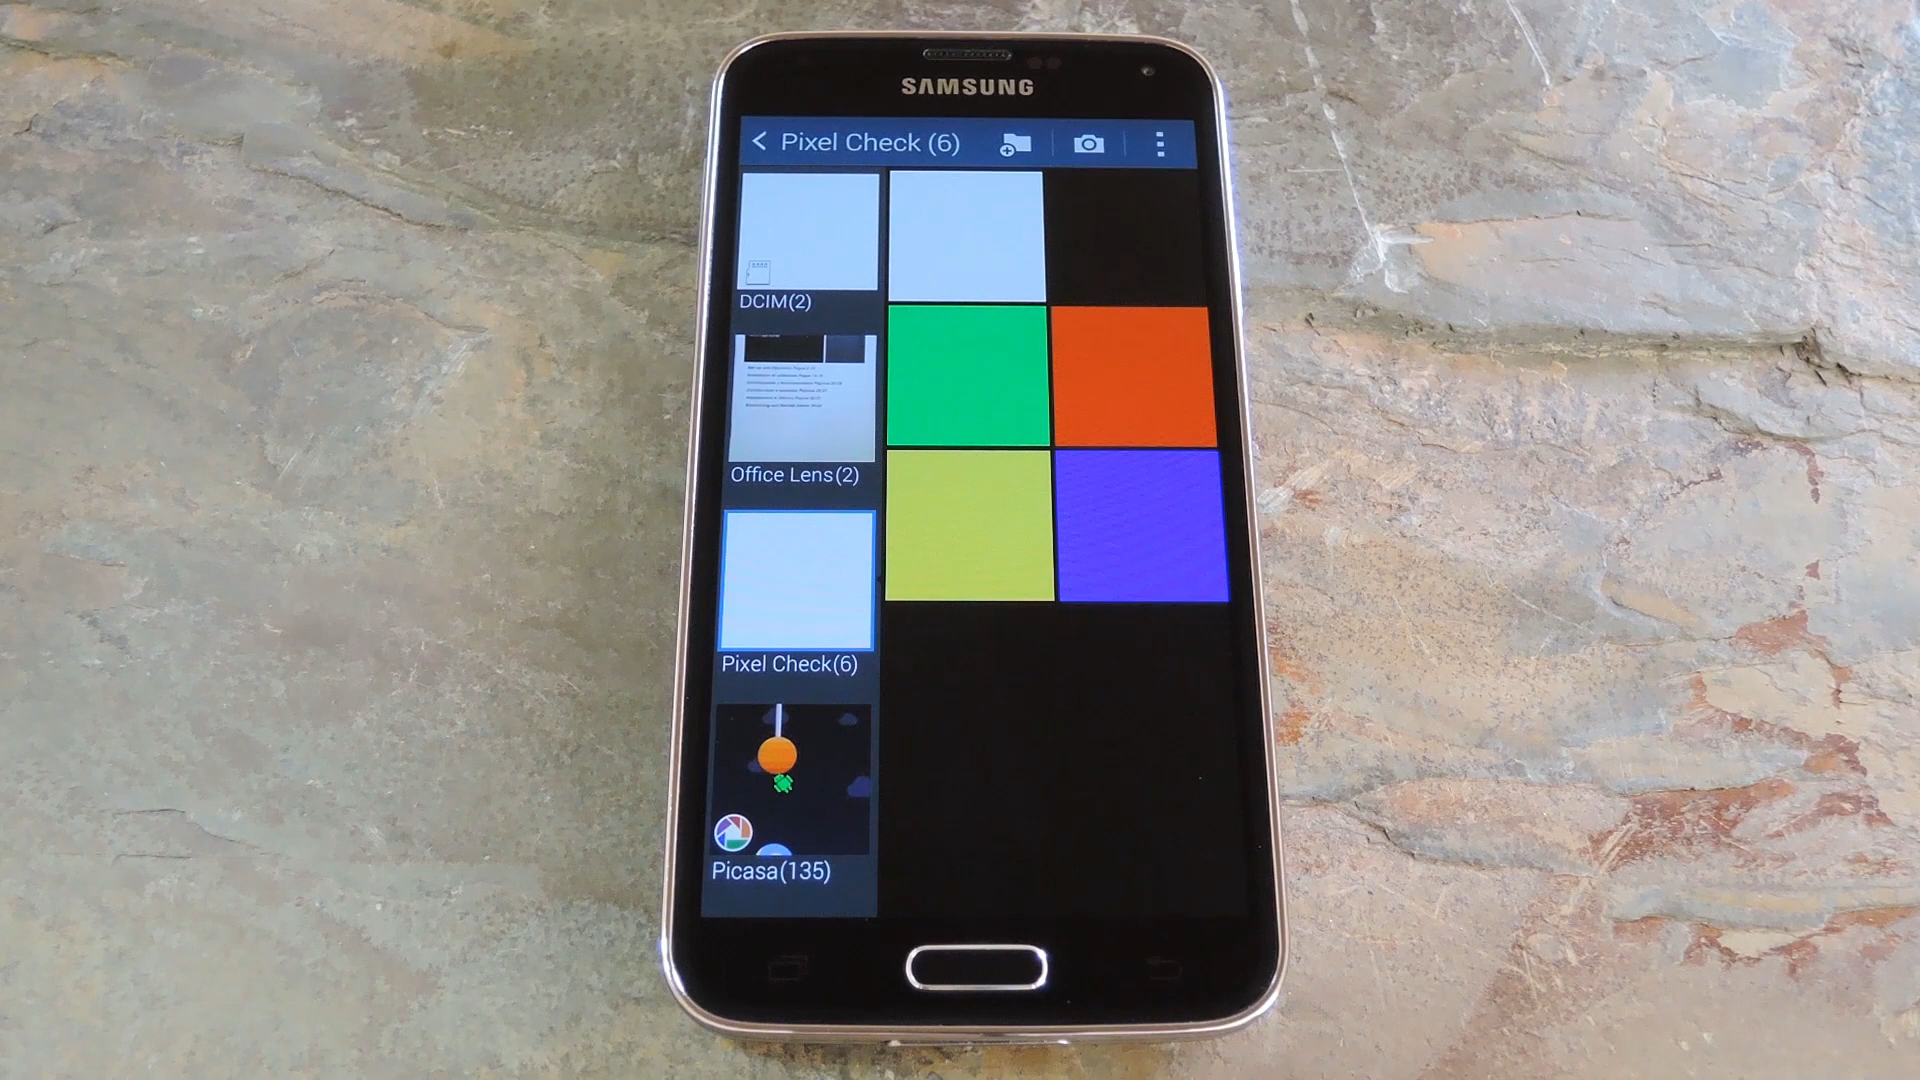 SAMSUNG
Pixel Check (6)
DCIM(2)
Office Lens(2)
Pixel Check(6)
Picasa(135)